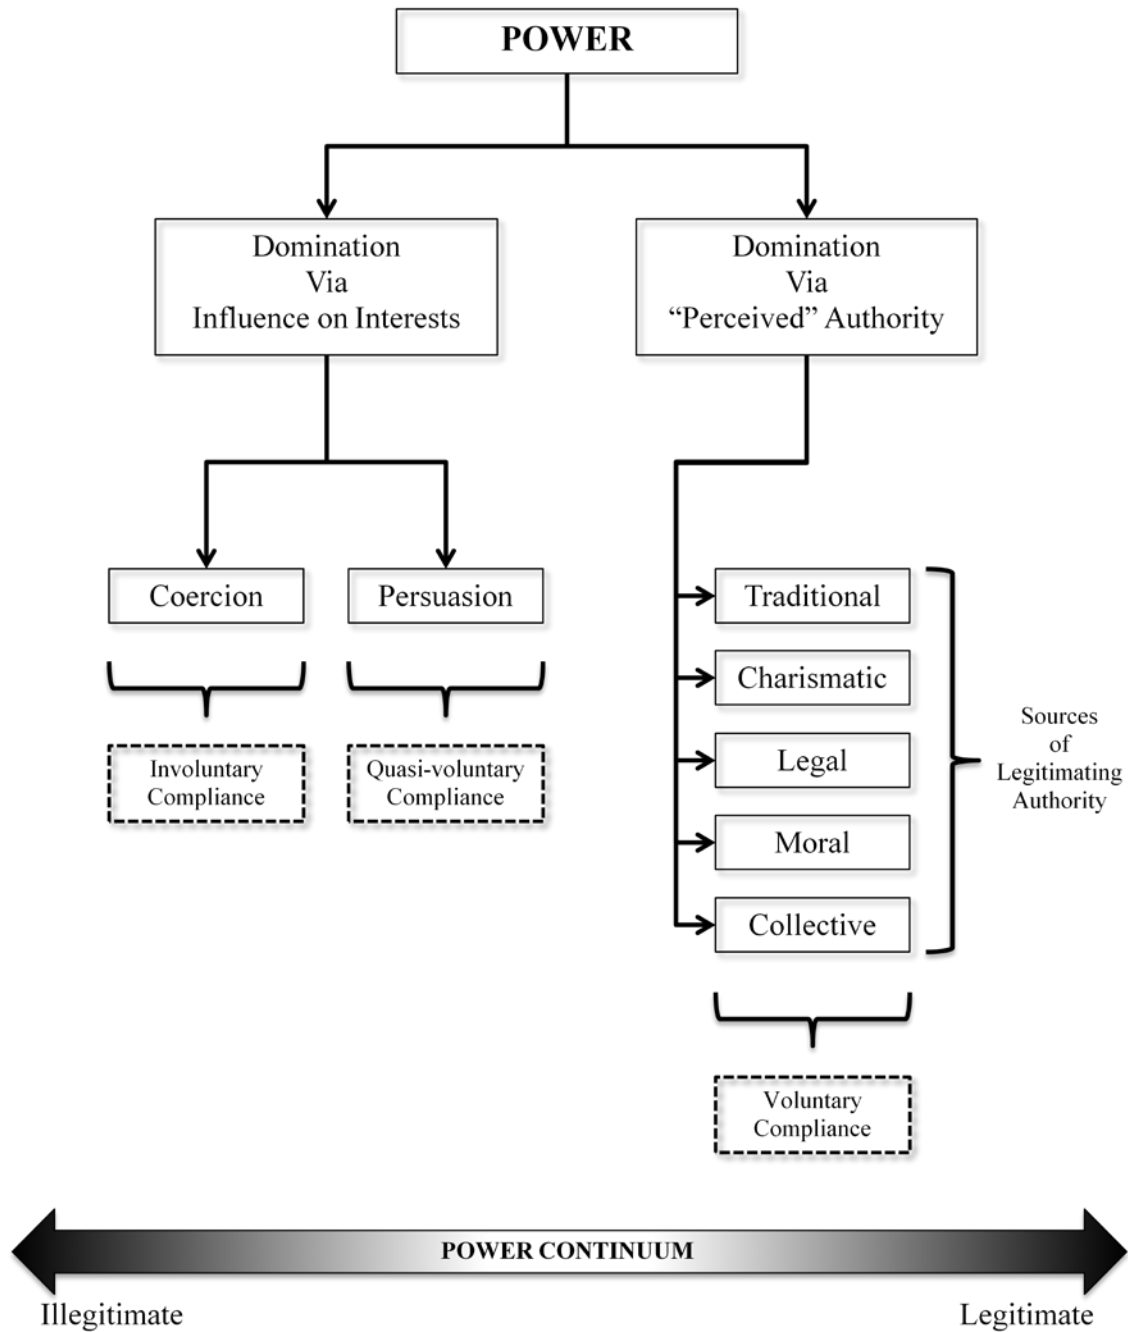 POWER
Domination
Via
Influence on Interests
Domination
Via
“Perceived” Authority
Coercion
Persuasion
Involuntary
Compliance
Quasi-voluntary
Compliance
Traditional
Charismatic
Legal
Moral
Collective
Sources
of
Legitimating
Authority
Voluntary
Compliance
POWER CONTINUUM
Illegitimate
Legitimate